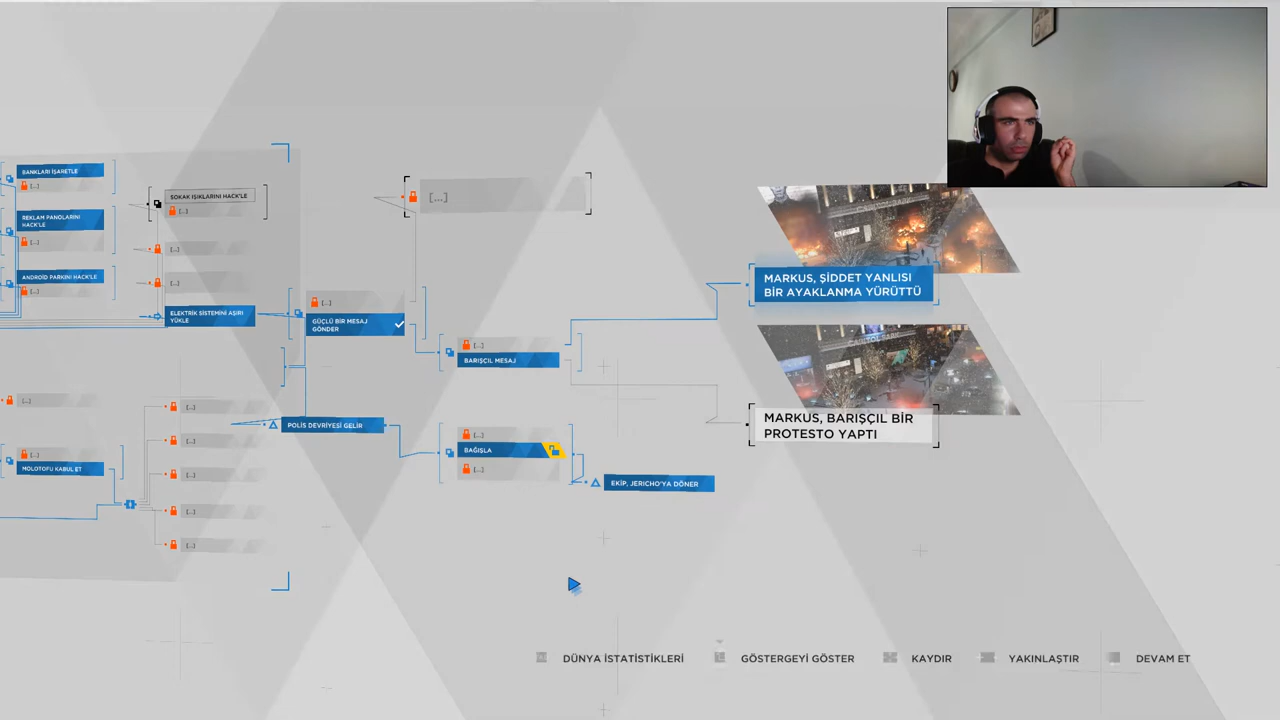 BANKLARI İŞARETLE
[...]
REKLAM PANOLARINI
HACK'LE
[...]
ANDROİD PARKINI HACK'LE
[...]
SOKAK IŞIKLARINI HACK'LE
[...]
[...]
[...]
ELEKTRİK SİSTEMİNİ AŞIRI
YÜKLE
[...]
GÜÇLÜ BİR MESAJ
GÖNDER
[...]
[...]
BARIŞÇIL MESAJ
MARKUS, ŞİDDET YANLISI
BİR AYAKLANMA YÜRÜTTÜ
CAPITOL PARK
MARKUS, BARIŞÇIL BİR
PROTESTO YAPTI
[...]
[...]
MOLOTOFU KABUL ET
[...]
[...]
[...]
[...]
[...]
POLİS DEVRİYESİ GELİR
[...]
BAĞIŞLA
[...]
EKİP, JERICHO'YA DÖNER
DÜNYA İSTATİSTİKLERİ
GÖSTERGEYİ GÖSTER
KAYDIR
YAKINLAŞTIR
DEVAM ET